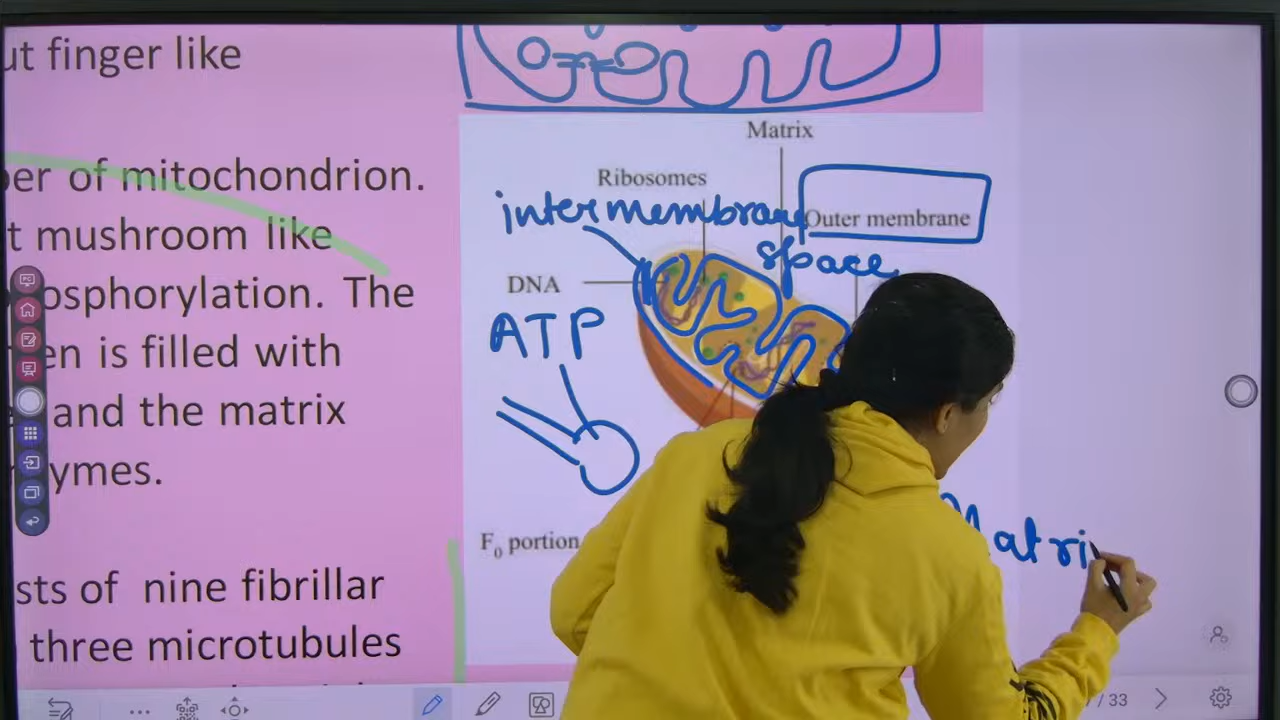 ut finger like
er of mitochondrion.
t mushroom like
osphorylation. The
en is filled with
and the matrix
ymes.
sts of nine fibrillar
three microtubules
Matrix
Ribosomes
intermembrane
space
Outer membrane
DNA
ATP
F0 portion
Matri
/ 33